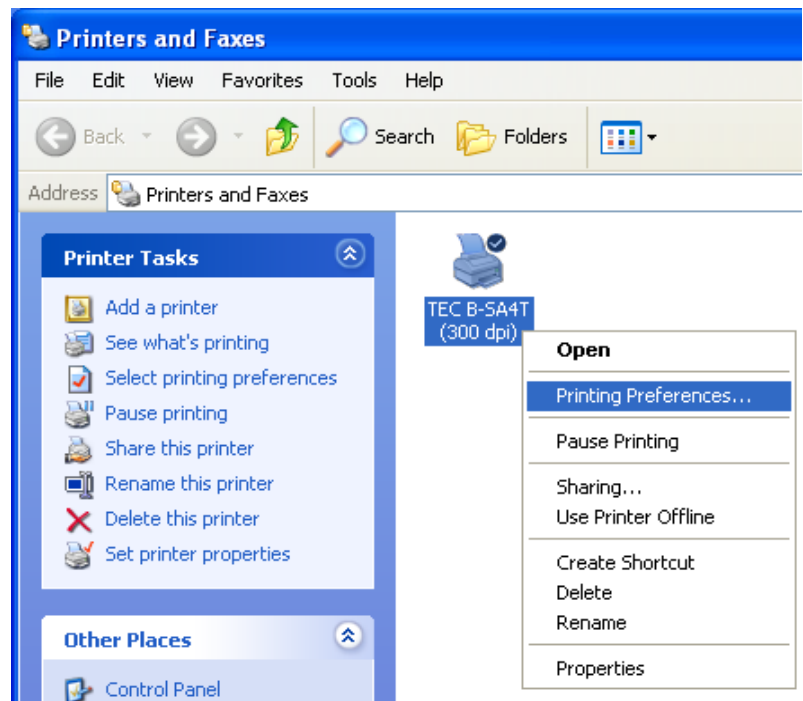 Printers and Faxes
File Edit View Favorites Tools Help
Back Search Folders
Address Printers and Faxes
Printer Tasks
Add a printer
See what's printing
Select printing preferences
Pause printing
Share this printer
Rename this printer
Delete this printer
Set printer properties
Other Places
Control Panel
TEC B-SA4T
(300 dpi)
Open
Printing Preferences...
Pause Printing
Sharing...
Use Printer Offline
Create Shortcut
Delete
Rename
Properties